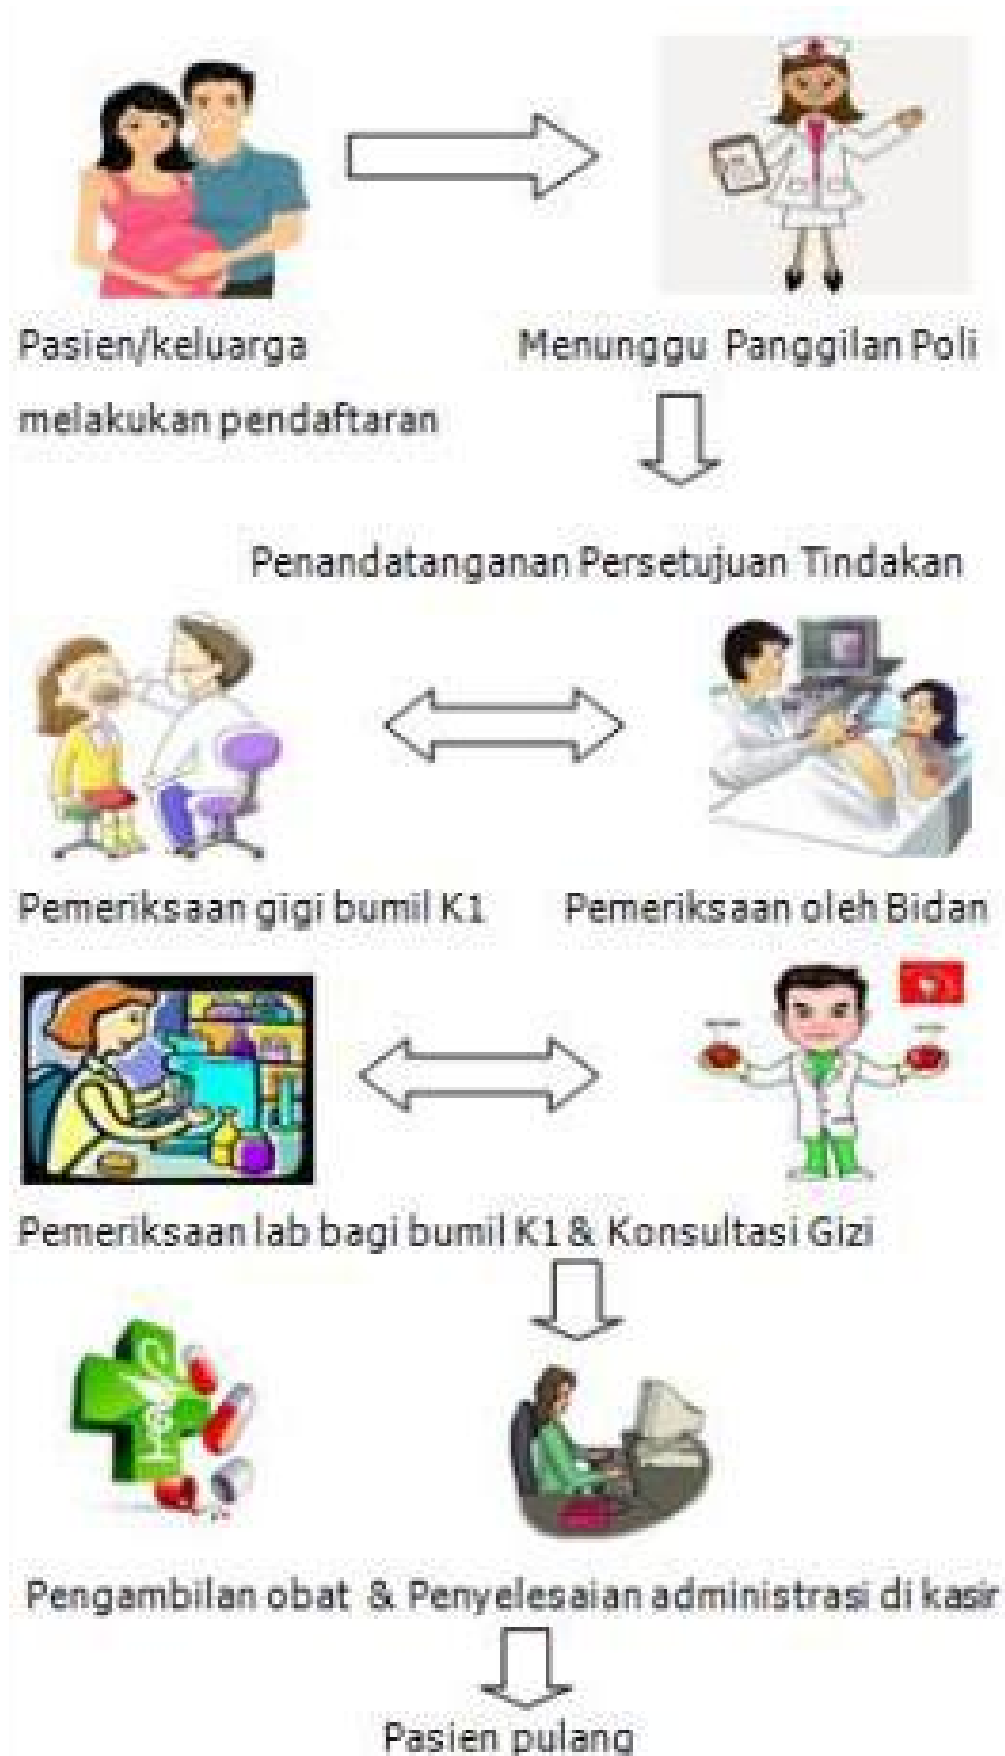 Pasien/keluarga
melakukan pendaftaran
Menunggu Panggilan Poli
Penandatanganan Persetujuan Tindakan
Pemeriksaan gigi bumil K1
Pemeriksaan oleh Bidan
Pemeriksaan lab bagi bumil K1 & Konsultasi Gizi
Pengambilan obat & Penyelesaian administrasi di kasir
Pasien pulang